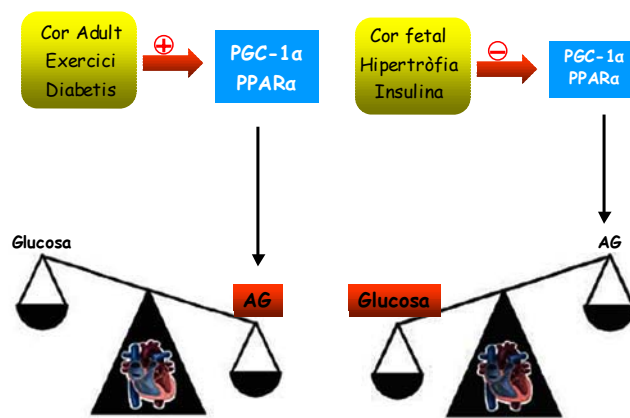 Cor Adult
Exercici
Diabetis
+
PGC-1α
PPARα
Glucosa
AG
Cor fetal
Hipertròfia
Insulina
−
PGC-1α
PPARα
AG
Glucosa